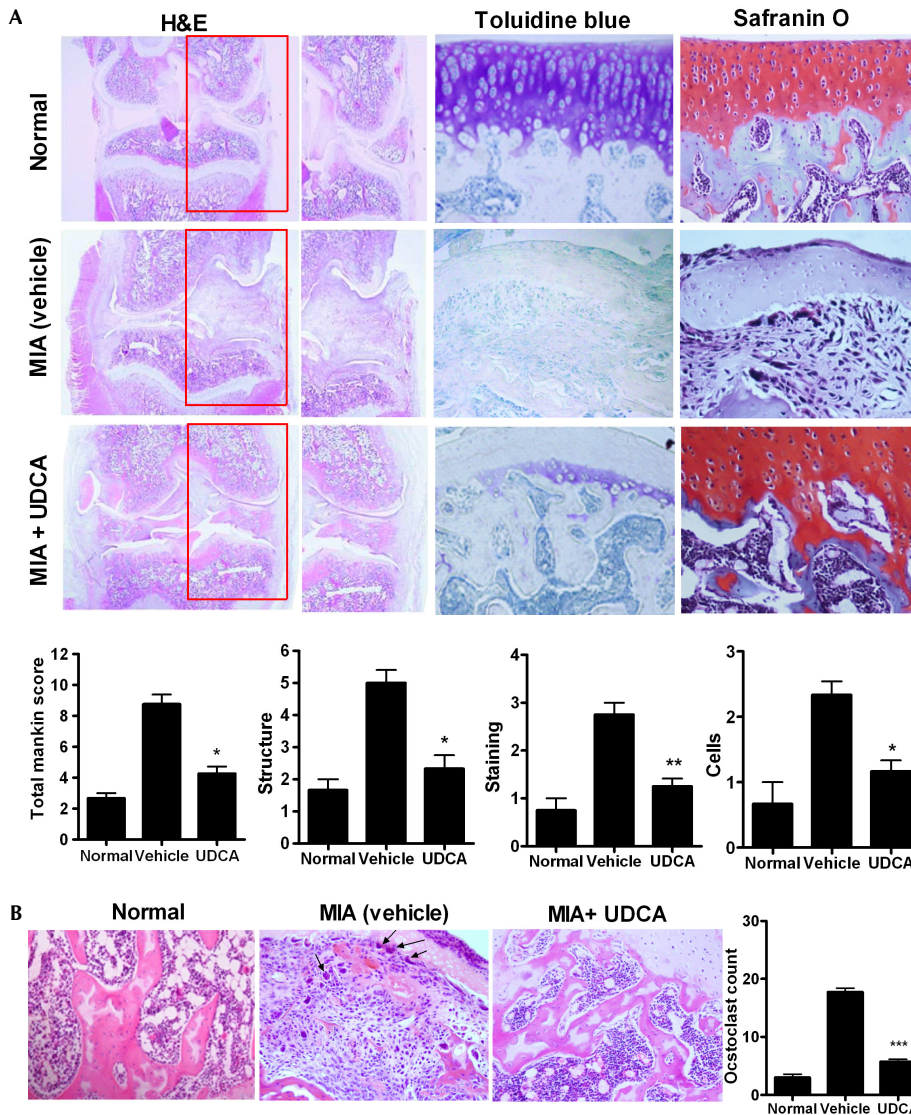 A
H&E
Toluidine blue
Safranin O
Normal
MIA (vehicle)
MIA + UDCA
Total mankin score
12
10
8
6
4
2
0
*
Normal Vehicle UDCA
Structure
6
5
4
3
2
1
0
*
Normal Vehicle UDCA
Staining
4
3
2
1
0
**
Normal Vehicle UDCA
Cells
3
2
1
0
*
Normal Vehicle UDCA
B
Normal
MIA (vehicle)
MIA+ UDCA
Ocstoclast count
30
20
10
0
***
Normal Vehicle UDCA